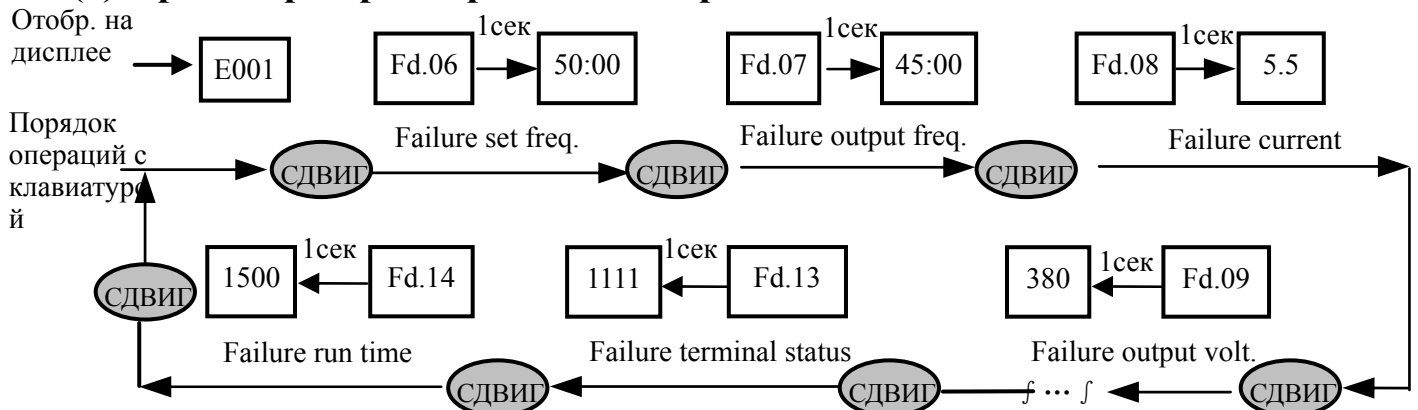 Отобр. на
дисплее
E001
Fd.06
1сек
50:00
Fd.07
1сек
45:00
Fd.08
1сек
5.5
Порядок
операций с
клавиатуро
й
СДВИГ
Failure set freq.
СДВИГ
Failure output freq.
СДВИГ
Failure current
СДВИГ
1500
1сек
Fd.14
1111
1сек
Fd.13
380
1сек
Fd.09
Failure run time
СДВИГ
Failure terminal status
СДВИГ
∫ ··· ∫
Failure output volt.
СДВИГ